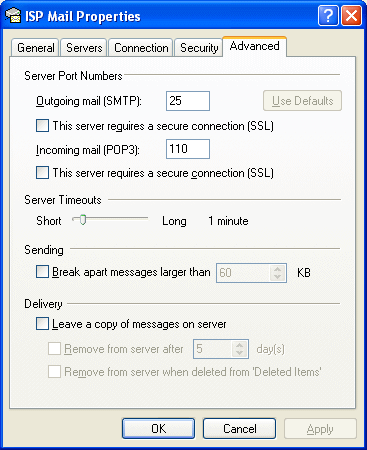 ISP Mail Properties
General Servers Connection Security Advanced
Server Port Numbers
Outgoing mail (SMTP): 25 Use Defaults
This server requires a secure connection (SSL)
Incoming mail (POP3): 110
This server requires a secure connection (SSL)
Server Timeouts
Short Long 1 minute
Sending
Break apart messages larger than 60 KB
Delivery
Leave a copy of messages on server
Remove from server after 5 day(s)
Remove from server when deleted from 'Deleted Items'
OK Cancel Apply